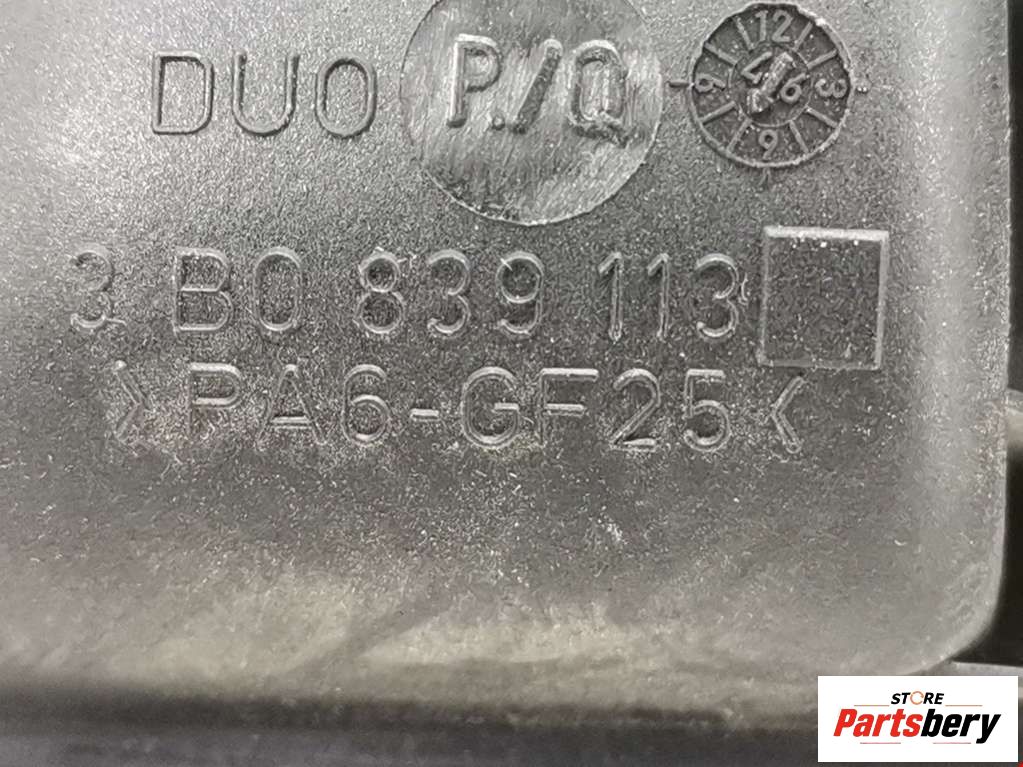 DUO P./Q
12
3
6
9
3 B0 839 113
>PA6-GF25<
STORE
Partsbery